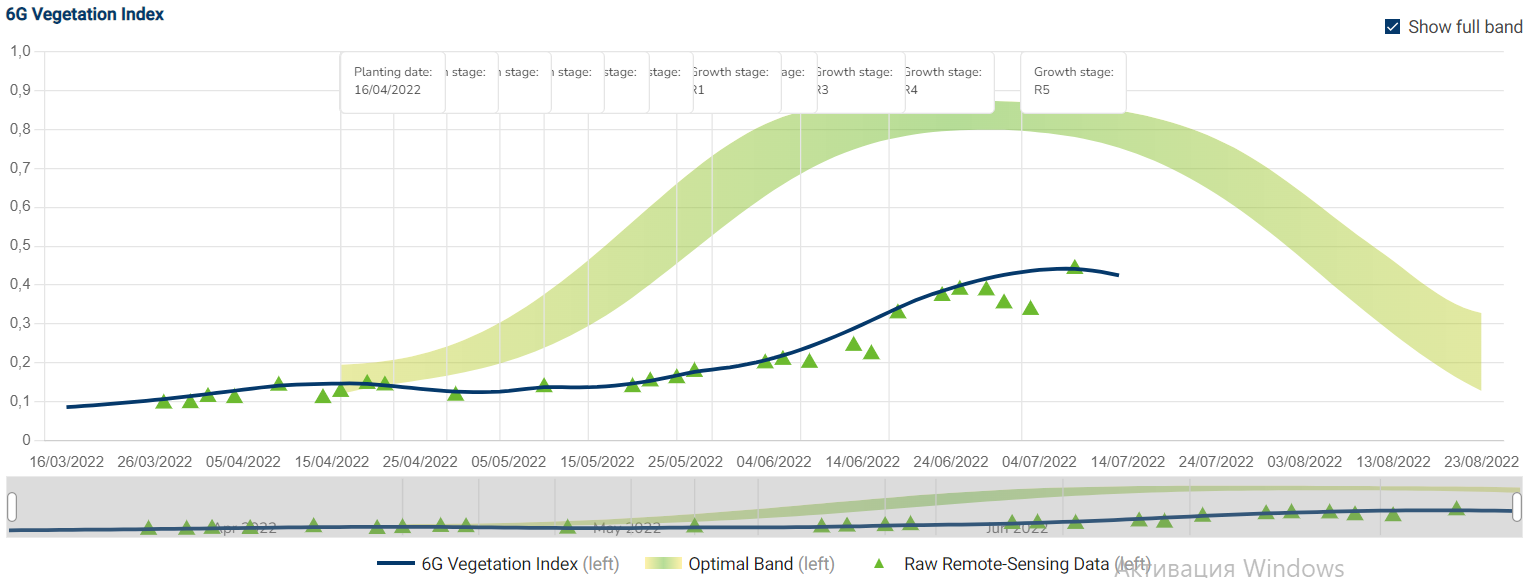 6G Vegetation Index
Show full band
1,0
0,9
0,8
0,7
0,6
0,5
0,4
0,3
0,2
0,1
0
Planting date:
16/04/2022
stage:
stage:
stage:
stage:
stage:
Growth stage:
R1
age:
Growth stage:
R3
Growth stage:
R4
Growth stage:
R5
16/03/2022 26/03/2022 05/04/2022 15/04/2022 25/04/2022 05/05/2022 15/05/2022 25/05/2022 04/06/2022 14/06/2022 24/06/2022 04/07/2022 14/07/2022 24/07/2022 03/08/2022 13/08/2022 23/08/2022
Apr 2022 May 2022 Jun 2022
6G Vegetation Index (left) Optimal Band (left) Raw Remote-Sensing Data (left)
Активация Windows